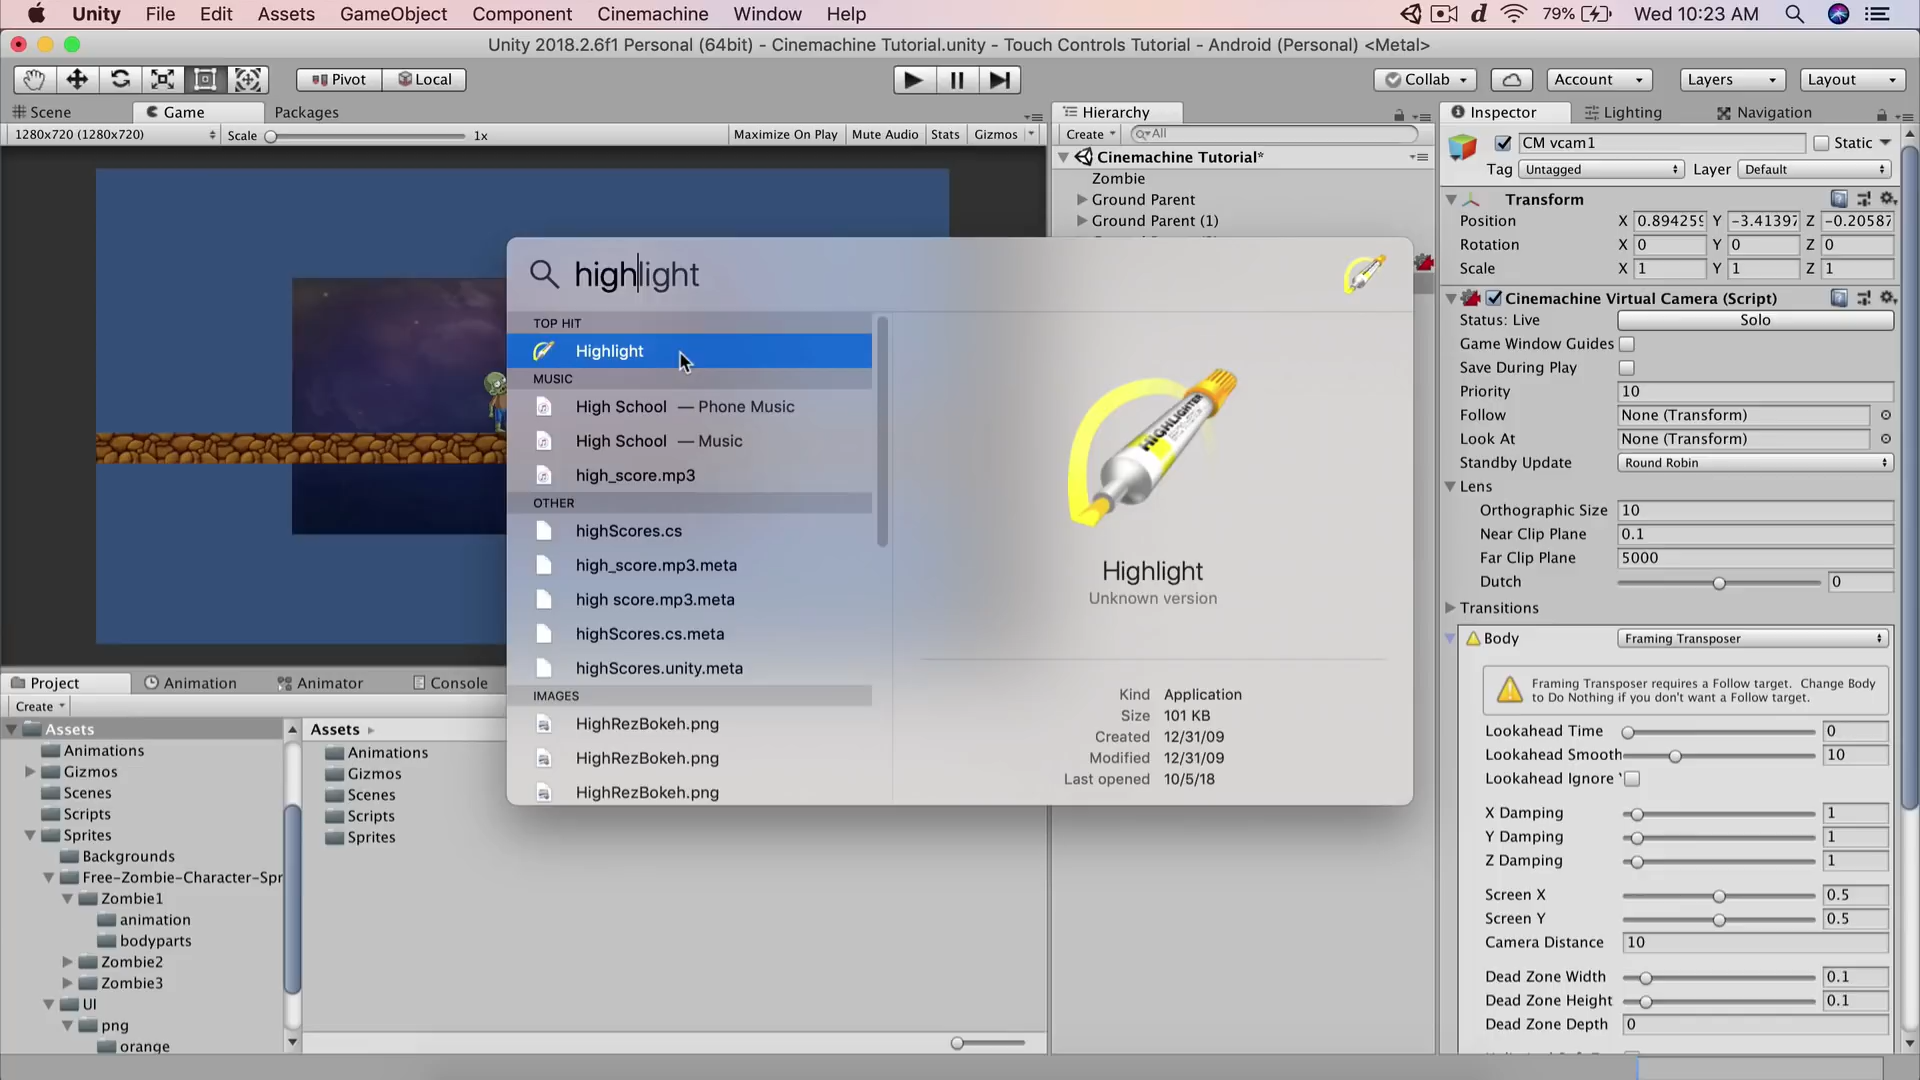 Unity File Edit Assets GameObject Component Cinemachine Window Help 79% Wed 10:23 AM
Unity 2018.2.6f1 Personal (64bit) - Cinemachine Tutorial.unity - Touch Controls Tutorial - Android (Personal) <Metal>
Pivot Local Collab Account Layers Layout
Scene Game Packages
1280x720 (1280x720) Scale 1x Maximize On Play Mute Audio Stats Gizmos
Hierarchy
Create All
Cinemachine Tutorial*
Zombie
Ground Parent
Ground Parent (1)
highlight
TOP HIT
Highlight
MUSIC
High School — Phone Music
High School — Music
high_score.mp3
OTHER
highScores.cs
high_score.mp3.meta
high score.mp3.meta
highScores.cs.meta
highScores.unity.meta
IMAGES
HighRezBokeh.png
HighRezBokeh.png
HighRezBokeh.png
HIGHLIGHTER
Highlight
Unknown version
Kind Application
Size 101 KB
Created 12/31/09
Modified 12/31/09
Last opened 10/5/18
Inspector Lighting Navigation
CM vcam1 Static
Tag Untagged Layer Default
Transform
Position X 0.894259 Y -3.41397 Z -0.20587
Rotation X 0 Y 0 Z 0
Scale X 1 Y 1 Z 1
Cinemachine Virtual Camera (Script)
Status: Live Solo
Game Window Guides
Save During Play
Priority 10
Follow None (Transform)
Look At None (Transform)
Standby Update Round Robin
Lens
Orthographic Size 10
Near Clip Plane 0.1
Far Clip Plane 5000
Dutch 0
Transitions
Body Framing Transposer
Framing Transposer requires a Follow target. Change Body
to Do Nothing if you don't want a Follow target.
Lookahead Time 0
Lookahead Smooth 10
Lookahead Ignore
X Damping 1
Y Damping 1
Z Damping 1
Screen X 0.5
Screen Y 0.5
Camera Distance 10
Dead Zone Width 0.1
Dead Zone Height 0.1
Dead Zone Depth 0
Project Animation Animator Console
Create
Assets
Animations
Gizmos
Scenes
Scripts
Sprites
Backgrounds
Free-Zombie-Character-Spr
Zombie1
animation
bodyparts
Zombie2
Zombie3
UI
png
orange
Assets
Animations
Gizmos
Scenes
Scripts
Sprites